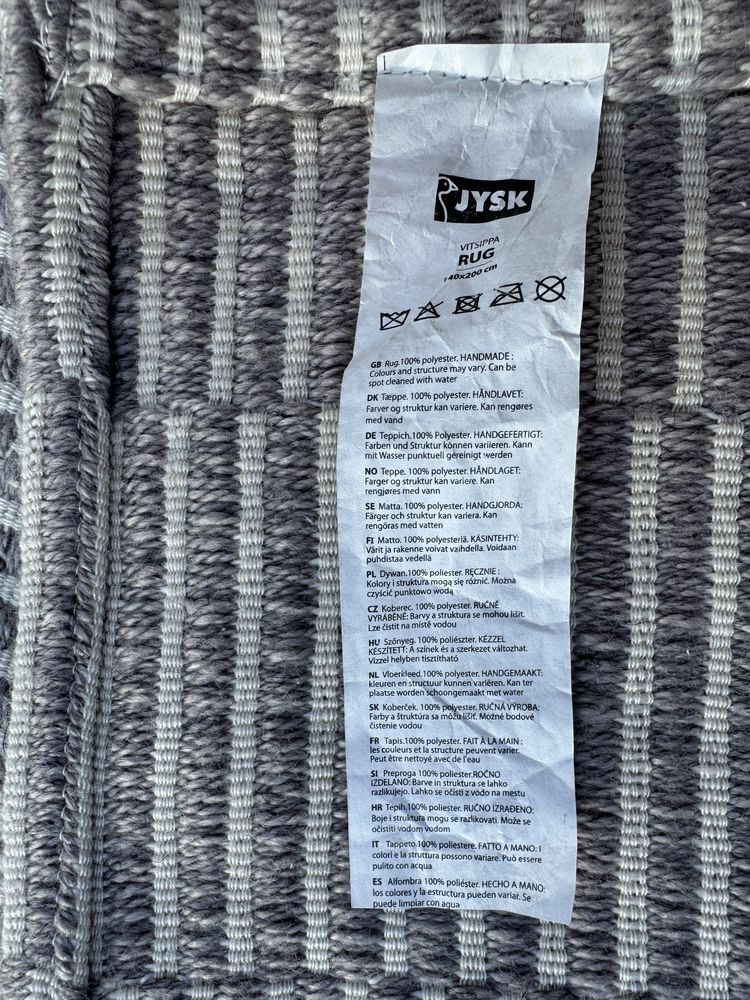 JYSK
VITSIPPA
RUG
140x200 cm
GB Rug.100% polyester. HANDMADE :
Colours and structure may vary. Can be
spot cleaned with water
DK Tæppe. 100% polyester. HÅNDLAVET:
Farver og struktur kan variere. Kan rengøres
med vand
DE Teppich.100% Polyester. HANDGEFERTIGT:
Farben und Struktur können variieren. Kann
mit Wasser punktuell gereinigt werden
NO Teppe. 100% polyester. HÅNDLAGET:
Farger og struktur kan variere. Kan
rengjøres med vann
SE Matta. 100% polyester. HANDGJORDA:
Färger och struktur kan variera. Kan
rengöras med vatten
FI Matto. 100% polyesteriä. KÄSINTEHTY:
Värit ja rakenne voivat vaihdella. Voidaan
puhdistaa vedellä
PL Dywan.100% poliester. RĘCZNIE :
Kolory i struktura mogą się różnić. Można
czyścić punktowo wodą
CZ Koberec. 100% polyester. RUČNĚ
VYRÁBĚNÉ: Barvy a struktura se mohou lišit.
Lze čistit na místě vodou
HU Szőnyeg. 100% poliészter. KÉZZEL
KÉSZÍTETT: A színek és a szerkezet változhat.
Vízzel helyben tisztítható
NL Vloerkleed.100% polyester. HANDGEMAAKT:
kleuren en structuur kunnen variëren. Kan ter
plaatse worden schoongemaakt met water
SK Koberček. 100% polyester. RUČNÁ VÝROBA:
Farby a štruktúra sa môžu líšiť. Možné bodové
čistenie vodou
FR Tapis.100% polyester. FAIT À LA MAIN :
les couleurs et la structure peuvent varier.
Peut être nettoyé avec de l'eau
SI Preproga 100% poliester.ROČNO
IZDELANO: Barve in struktura se lahko
razlikujejo. Lahko se očisti z vodo na mestu
HR Tepih.100% poliester. RUČNO IZRAĐENO:
Boje i struktura mogu se razlikovati. Može se
očistiti vodom vodom
IT Tappeto.100% poliestere. FATTO A MANO: I
colori e la struttura possono variare. Può essere
pulito con acqua
ES Alfombra 100% poliéster. HECHO A MANO:
los colores y la estructura pueden variar. Se
puede limpiar con agua